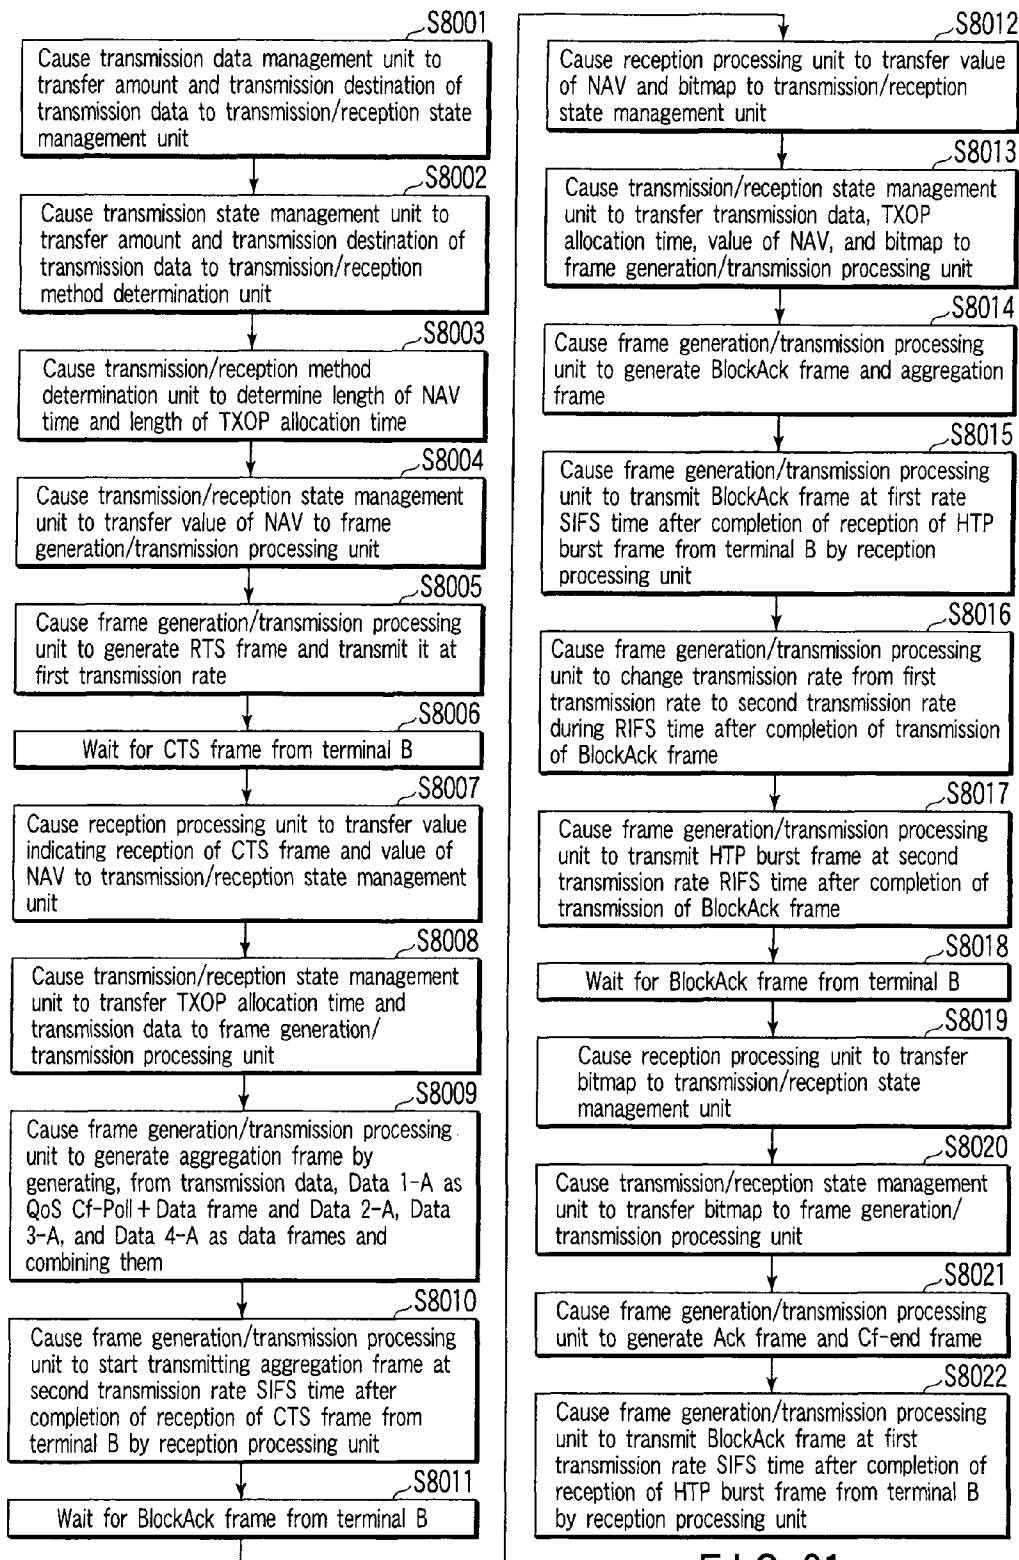 S8001
Cause transmission data management unit to
transfer amount and transmission destination of
transmission data to transmission/reception state
management unit
S8002
Cause transmission state management unit to
transfer amount and transmission destination of
transmission data to transmission/reception
method determination unit
S8003
Cause transmission/reception method
determination unit to determine length of NAV
time and length of TXOP allocation time
S8004
Cause transmission/reception state management
unit to transfer value of NAV to frame
generation/transmission processing unit
S8005
Cause frame generation/transmission processing
unit to generate RTS frame and transmit it at
first transmission rate
S8006
Wait for CTS frame from terminal B
S8007
Cause reception processing unit to transfer value
indicating reception of CTS frame and value of
NAV to transmission/reception state management
unit
S8008
Cause transmission/reception state management
unit to transfer TXOP allocation time and
transmission data to frame generation/
transmission processing unit
S8009
Cause frame generation/transmission processing
unit to generate aggregation frame by
generating, from transmission data, Data 1-A as
QoS Cf-Poll + Data frame and Data 2-A, Data
3-A, and Data 4-A as data frames and
combining them
S8010
Cause frame generation/transmission processing
unit to start transmitting aggregation frame at
second transmission rate SIFS time after
completion of reception of CTS frame from
terminal B by reception processing unit
S8011
Wait for BlockAck frame from terminal B
S8012
Cause reception processing unit to transfer value
of NAV and bitmap to transmission/reception
state management unit
S8013
Cause transmission/reception state management
unit to transfer transmission data, TXOP
allocation time, value of NAV, and bitmap to
frame generation/transmission processing unit
S8014
Cause frame generation/transmission processing
unit to generate BlockAck frame and aggregation
frame
S8015
Cause frame generation/transmission processing
unit to transmit BlockAck frame at first rate
SIFS time after completion of reception of HTP
burst frame from terminal B by reception
processing unit
S8016
Cause frame generation/transmission processing
unit to change transmission rate from first
transmission rate to second transmission rate
during RIFS time after completion of transmission
of BlockAck frame
S8017
Cause frame generation/transmission processing
unit to transmit HTP burst frame at second
transmission rate RIFS time after completion of
transmission of BlockAck frame
S8018
Wait for BlockAck frame from terminal B
S8019
Cause reception processing unit to transfer
bitmap to transmission/reception state
management unit
S8020
Cause transmission/reception state management
unit to transfer bitmap to frame generation/
transmission processing unit
S8021
Cause frame generation/transmission processing
unit to generate Ack frame and Cf-end frame
S8022
Cause frame generation/transmission processing
unit to transmit BlockAck frame at first
transmission rate SIFS time after completion of
reception of HTP burst frame from terminal B
by reception processing unit